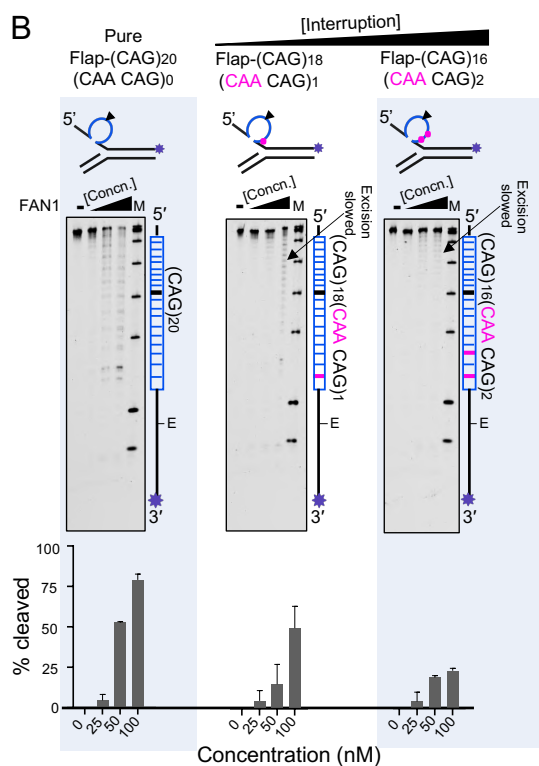 B
[Interruption]
Pure
Flap-(CAG)20
(CAA CAG)0
Flap-(CAG)18
(CAA CAG)1
Flap-(CAG)16
(CAA CAG)2
5′
5′
5′
FAN1
- [Concn.] M
- [Concn.] M
- [Concn.] M
Excision
slowed
Excision
slowed
5′
5′
5′
(CAG)20
(CAG)18(CAA CAG)1
(CAG)16(CAA CAG)2
E
E
E
3′
3′
3′
% cleaved
100
75
50
25
0
0 25 50 100
0 25 50 100
0 25 50 100
Concentration (nM)